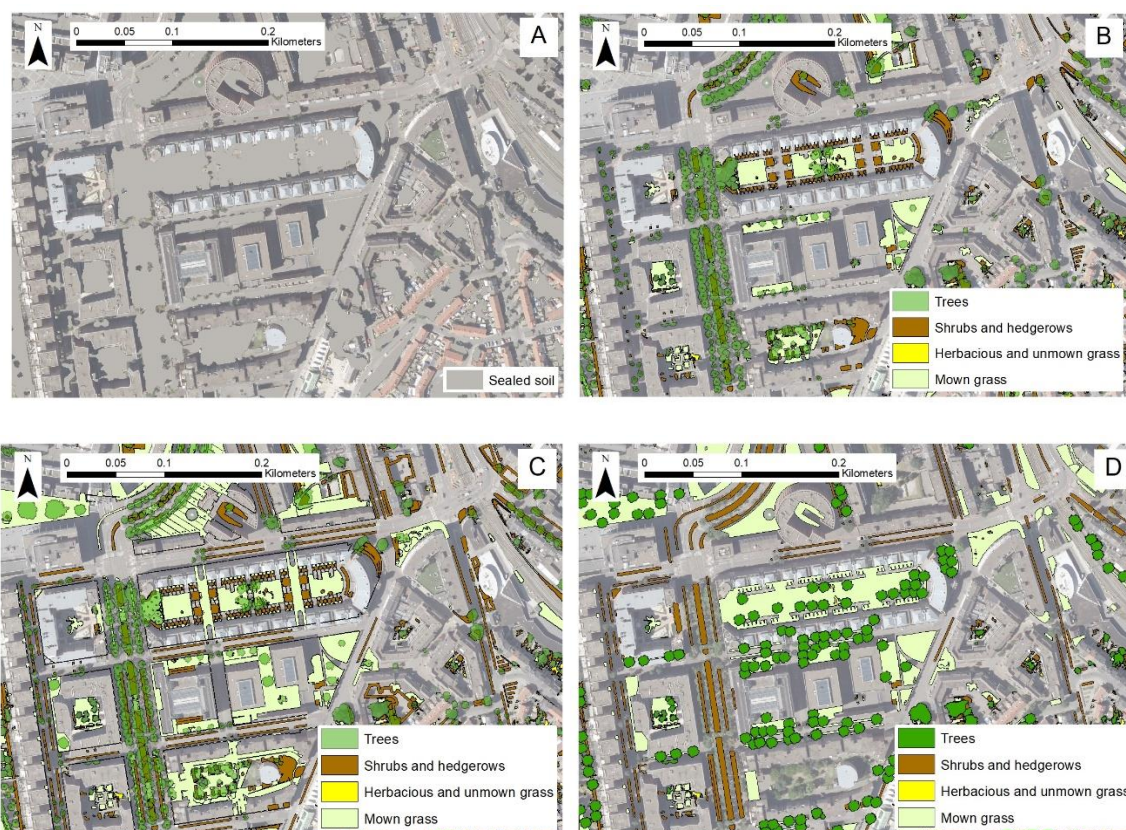 N
0 0.05 0.1 0.2
Kilometers
A
Sealed soil
N
0 0.05 0.1 0.2
Kilometers
B
Trees
Shrubs and hedgerows
Herbacious and unmown grass
Mown grass
N
0 0.05 0.1 0.2
Kilometers
C
Trees
Shrubs and hedgerows
Herbacious and unmown grass
Mown grass
N
0 0.05 0.1 0.2
Kilometers
D
Trees
Shrubs and hedgerows
Herbacious and unmown grass
Mown grass